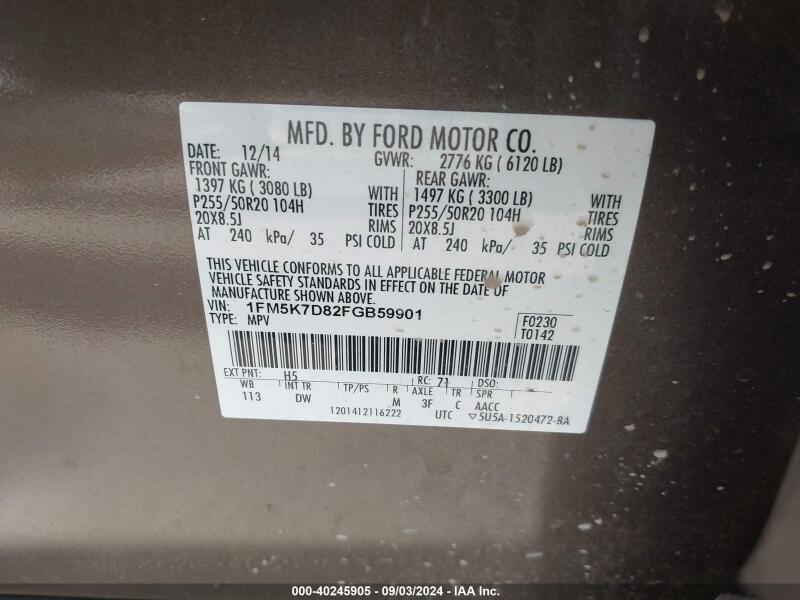 MFD. BY FORD MOTOR CO.
DATE: 12/14 GVWR: 2776 KG ( 6120 LB)
FRONT GAWR: REAR GAWR:
1397 KG ( 3080 LB) WITH 1497 KG ( 3300 LB) WITH
P255/50R20 104H TIRES P255/50R20 104H TIRES
20X8.5J RIMS 20X8.5J RIMS
AT 240 kPa/ 35 PSI COLD AT 240 kPa/ 35 PSI COLD
THIS VEHICLE CONFORMS TO ALL APPLICABLE FEDERAL MOTOR
VEHICLE SAFETY STANDARDS IN EFFECT ON THE DATE OF
MANUFACTURE SHOWN ABOVE.
VIN: 1FM5K7D82FGB59901 F0230
TYPE: MPV T0142
EXT PNT: H5 RC: 71 DSO:
WB INT TR TP/PS R AXLE TR SPR
113 DW M 3F C AACC
1201412116222 UTC ▽5U5A-1520472-BA
000-40245905 - 09/03/2024 - IAA Inc.